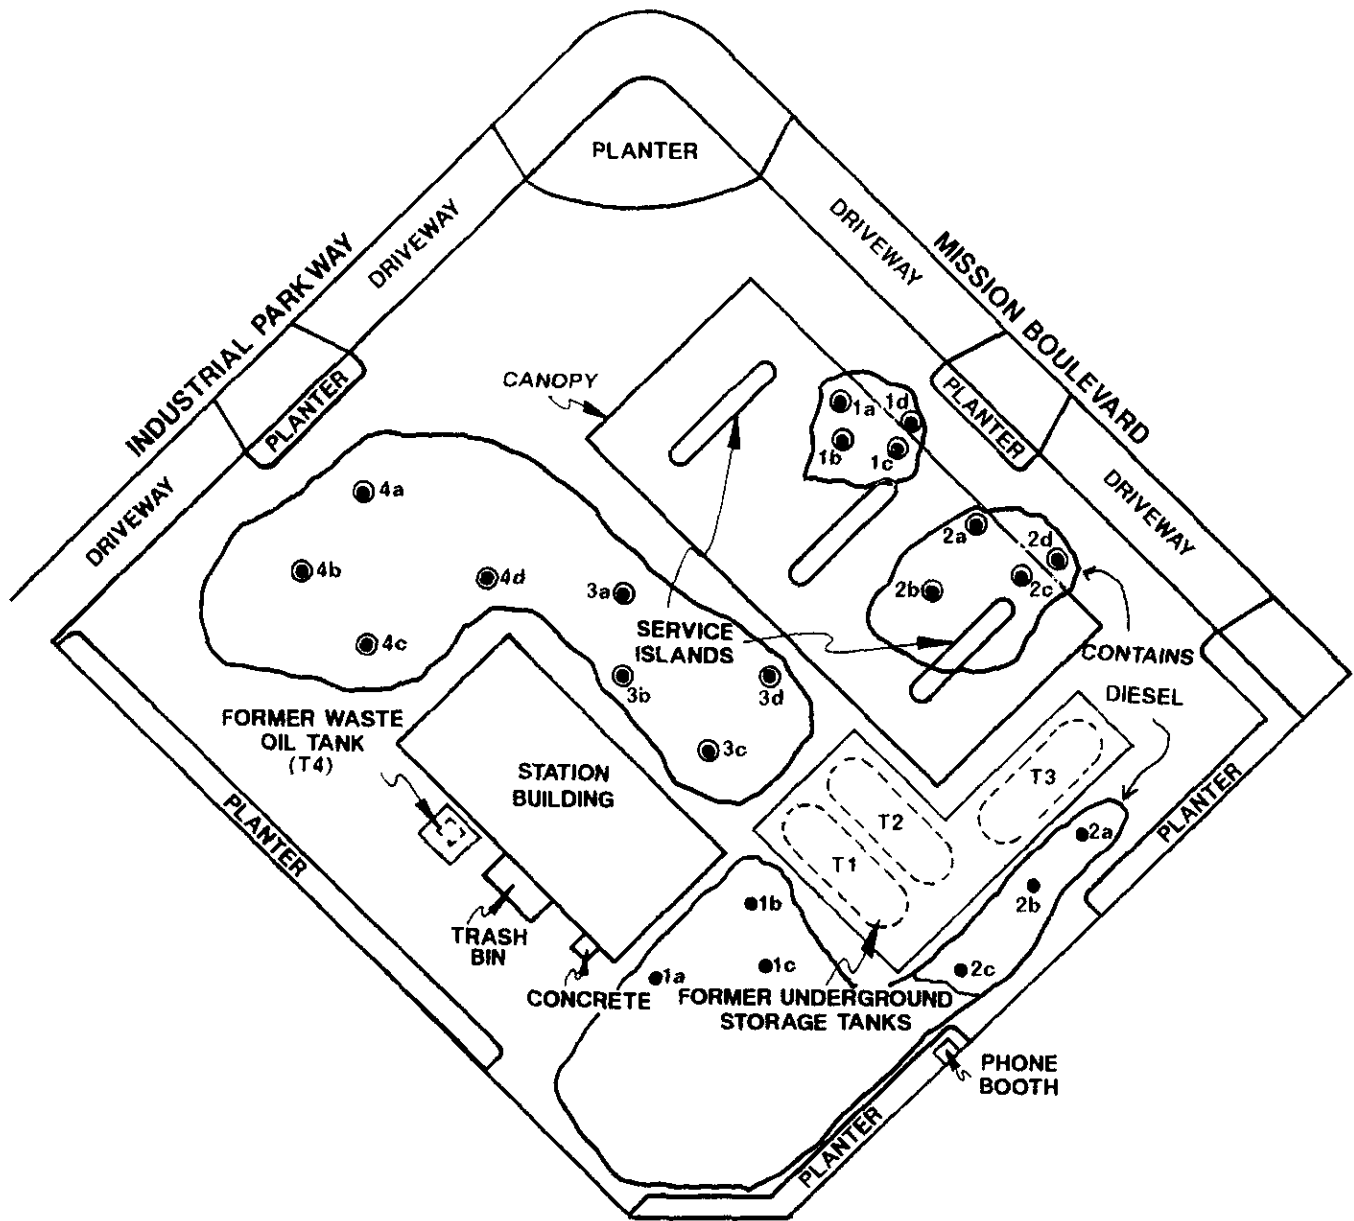 PLANTER
DRIVEWAY
DRIVEWAY
INDUSTRIAL PARKWAY
MISSION BOULEVARD
PLANTER
CANOPY
PLANTER
1a
1d
1b
1c
DRIVEWAY
DRIVEWAY
4a
2a
2d
4b
4d
3a
2b
2c
4c
SERVICE
ISLANDS
CONTAINS
DIESEL
3b
3d
3c
FORMER WASTE
OIL TANK
(T4)
STATION
BUILDING
T3
T2
T1
PLANTER
PLANTER
2a
2b
2c
1b
1c
1a
TRASH
BIN
CONCRETE
FORMER UNDERGROUND
STORAGE TANKS
PHONE
BOOTH
PLANTER